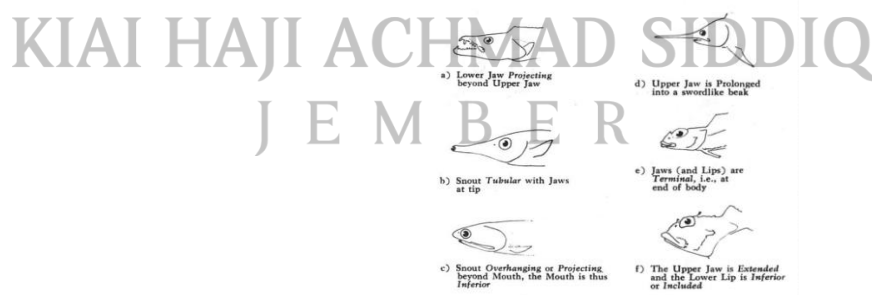 KIAI HAJI ACHMAD SIDDIQ
J E M B E R
a) Lower Jaw Projecting
beyond Upper Jaw
b) Snout Tubular with Jaws
at tip
c) Snout Overhanging or Projecting
beyond Mouth, the Mouth is thus
Inferior
d) Upper Jaw is Prolonged
into a swordlike beak
e) Jaws (and Lips) are
Terminal, i.e., at
end of body
f) The Upper Jaw is Extended
and the Lower Lip is Inferior
or Included